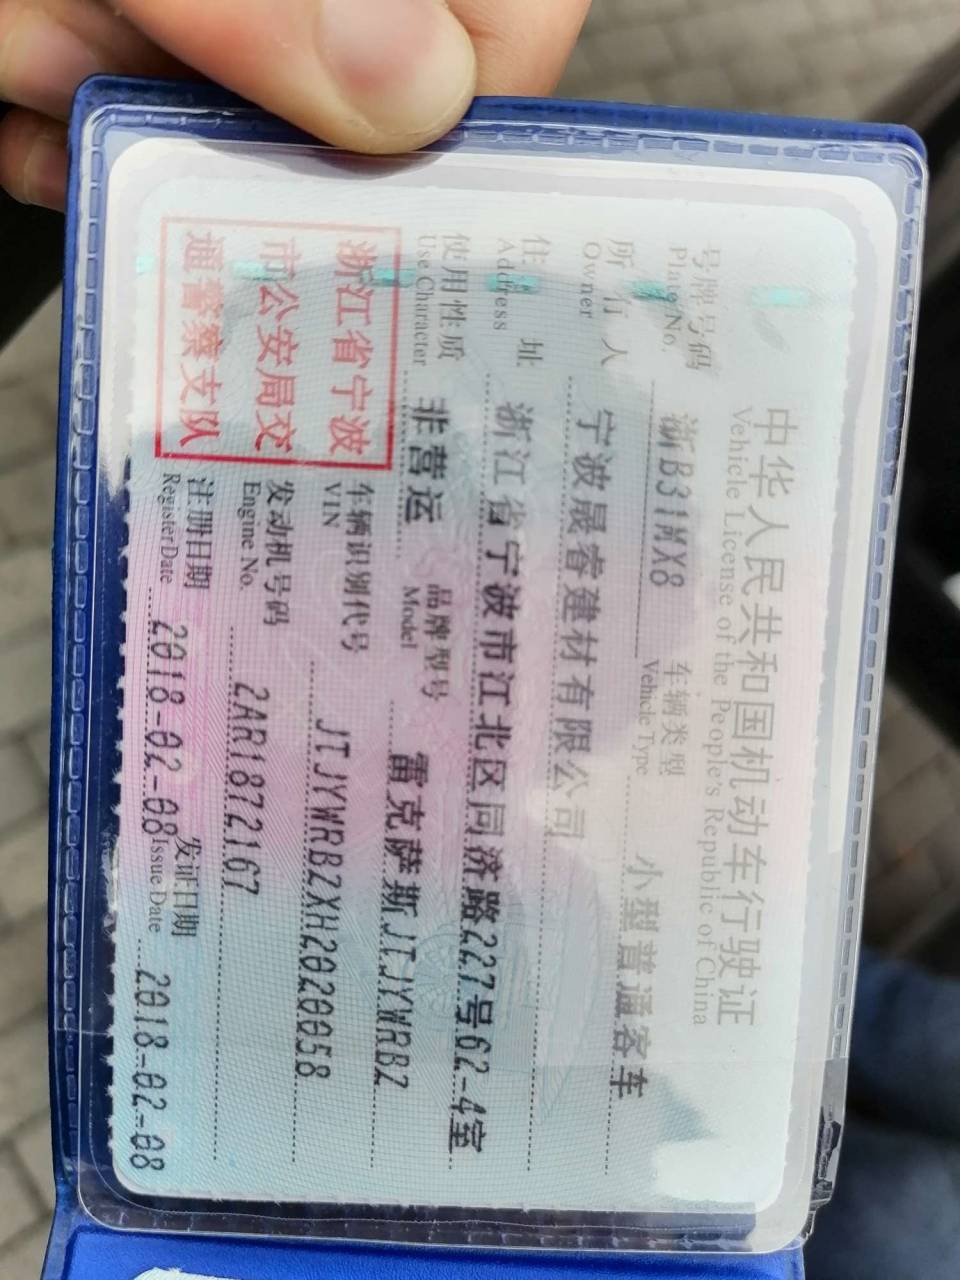 中华人民共和国机动车行驶证
Vehicle License of the People's Republic of China
号牌号码 浙B31MX8 车辆类型 小型普通客车
Plate No. Vehicle Type
所有人 宁波晟睿建材有限公司
Owner
住址 浙江省宁波市江北区同济路227号62-4室
Address
使用性质 非营运 品牌型号 雷克萨斯JTJYWRBZ
Use Character Model
浙江省宁波
市公安局交
通警察支队
车辆识别代号 JTJYWRBZXH2020058
VIN
发动机号码 2AR1872167
Engine No.
注册日期 2018-02-08 发证日期 2018-02-08
Register Date Issue Date